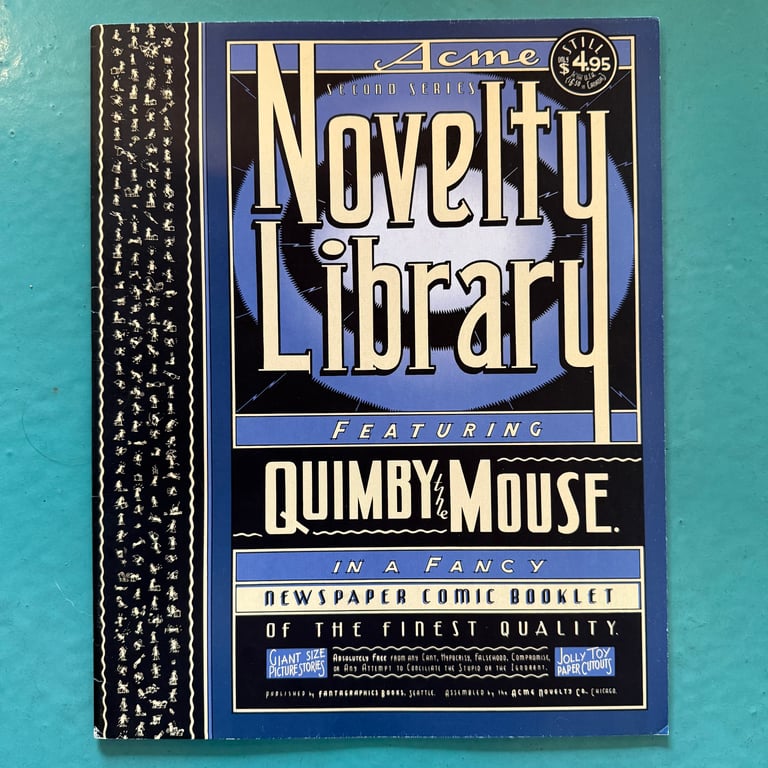 Acme
STILL
$4.95
SECOND SERIES
Novelty
Library
FEATURING
QUIMBY the MOUSE.
IN A FANCY
NEWSPAPER COMIC BOOKLET
OF THE FINEST QUALITY.
GIANT SIZE
PICTURE STORIES
ABSOLUTELY FREE FROM ANY CANT, HYPOCRISY, FALSEHOOD, COMPROMISE,
OR ANY ATTEMPT TO CONCILIATE THE STUPID OR THE IGNORANT.
JOLLY TOY
PAPER CUTOUTS
PUBLISHED by FANTAGRAPHICS BOOKS, SEATTLE. ASSEMBLED by the ACME NOVELTY CO. CHICAGO.